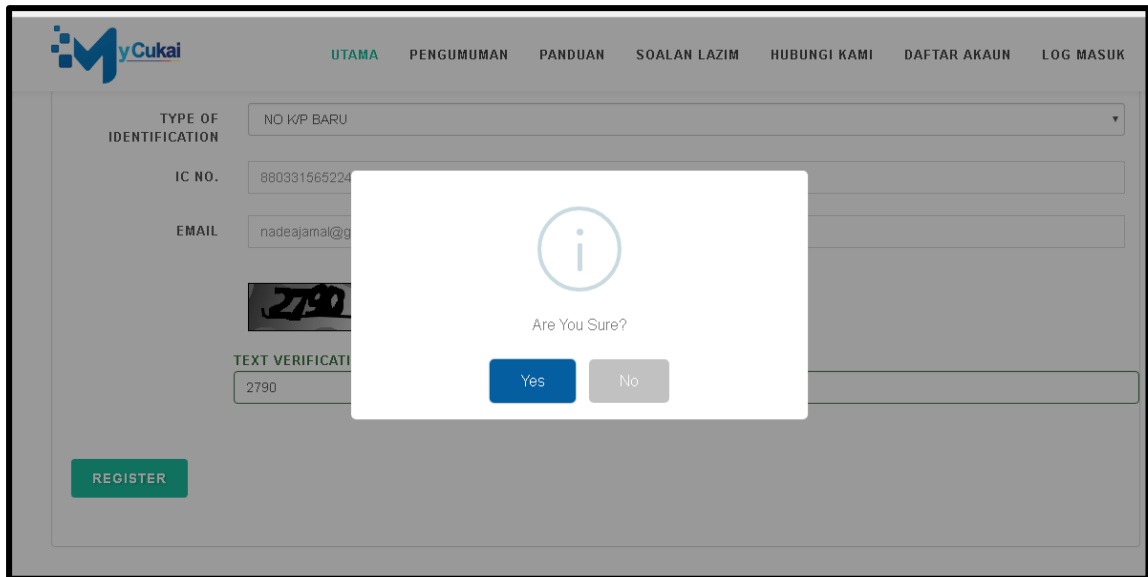 MyCukai
UTAMA PENGUMUMAN PANDUAN SOALAN LAZIM HUBUNGI KAMI DAFTAR AKAUN LOG MASUK
TYPE OF
IDENTIFICATION
NO K/P BARU
IC NO.
880331565224
EMAIL
nadeajamal@g
2790
TEXT VERIFICATI
2790
Are You Sure?
Yes No
REGISTER